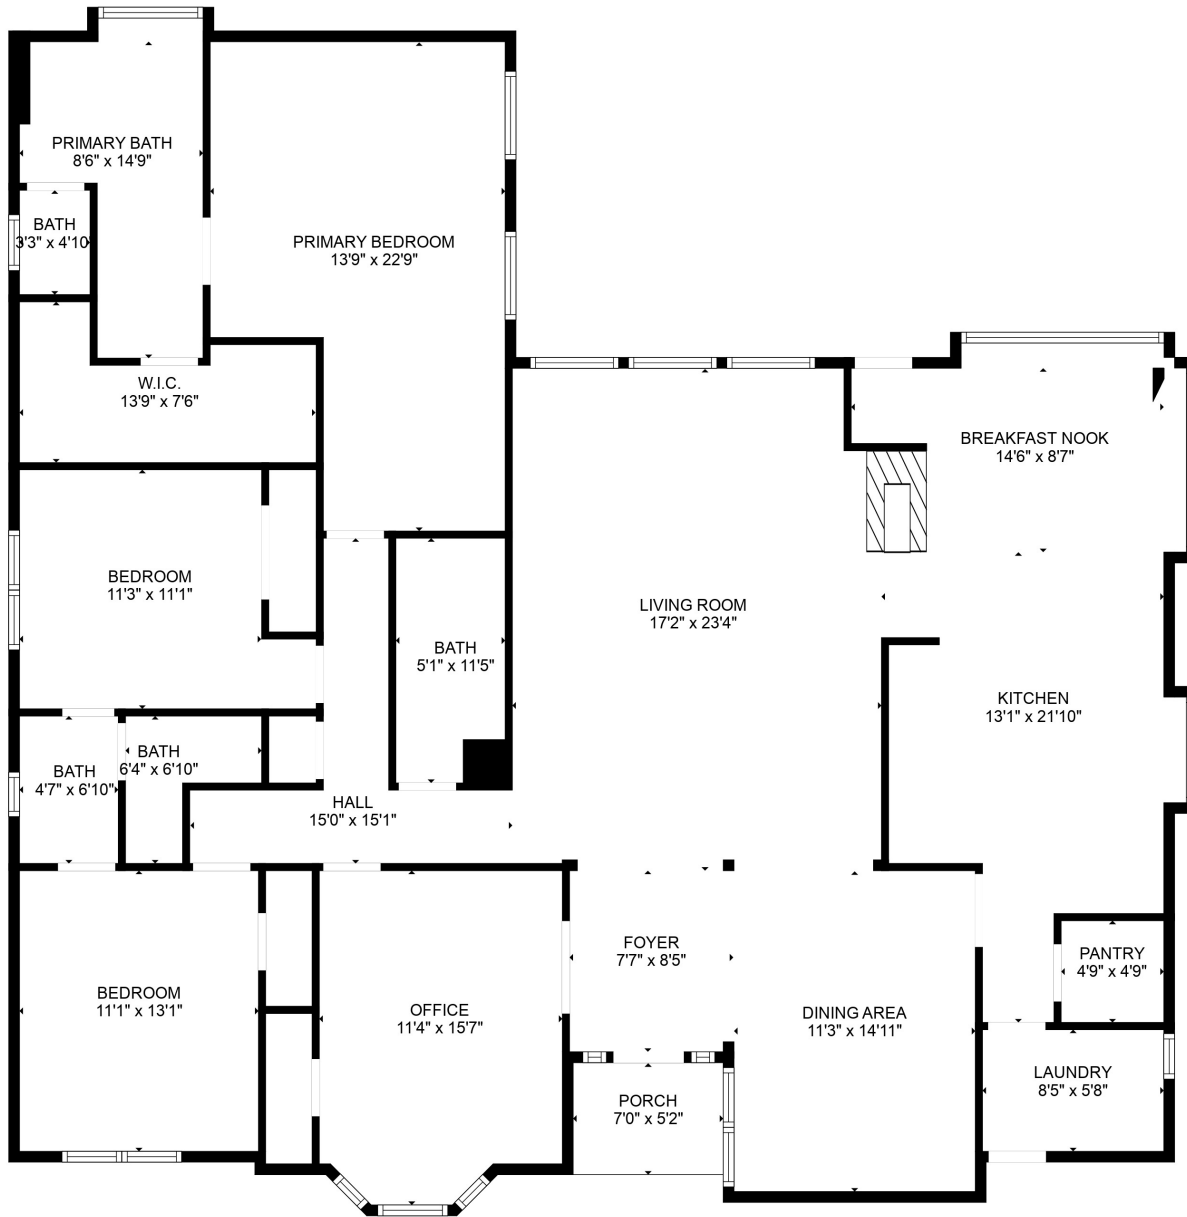 PRIMARY BATH
8'6" x 14'9"
BATH
3'3" x 4'10"
PRIMARY BEDROOM
13'9" x 22'9"
W.I.C.
13'9" x 7'6"
BREAKFAST NOOK
14'6" x 8'7"
BEDROOM
11'3" x 11'1"
LIVING ROOM
17'2" x 23'4"
BATH
5'1" x 11'5"
KITCHEN
13'1" x 21'10"
BATH
6'4" x 6'10"
BATH
4'7" x 6'10"
HALL
15'0" x 15'1"
FOYER
7'7" x 8'5"
PANTRY
4'9" x 4'9"
BEDROOM
11'1" x 13'1"
OFFICE
11'4" x 15'7"
DINING AREA
11'3" x 14'11"
LAUNDRY
8'5" x 5'8"
PORCH
7'0" x 5'2"